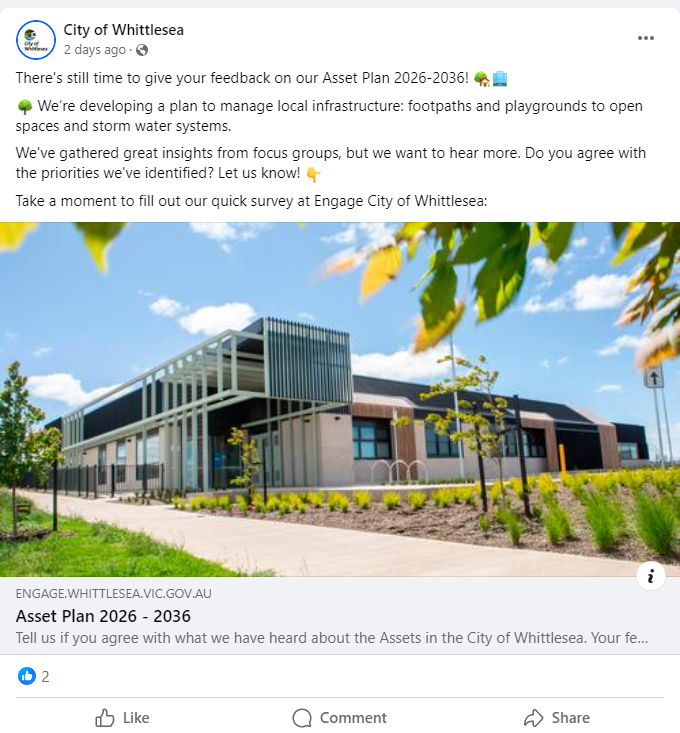 City of Whittlesea
City of
Whittlesea
2 days ago ·
There's still time to give your feedback on our Asset Plan 2026-2036! 🏡🏙️
🌳 We're developing a plan to manage local infrastructure: footpaths and playgrounds to open
spaces and storm water systems.
We've gathered great insights from focus groups, but we want to hear more. Do you agree with
the priorities we've identified? Let us know! 👇
Take a moment to fill out our quick survey at Engage City of Whittlesea:
ENGAGE.WHITTLESEA.VIC.GOV.AU
Asset Plan 2026 - 2036
Tell us if you agree with what we have heard about the Assets in the City of Whittlesea. Your fe...
2
Like
Comment
Share